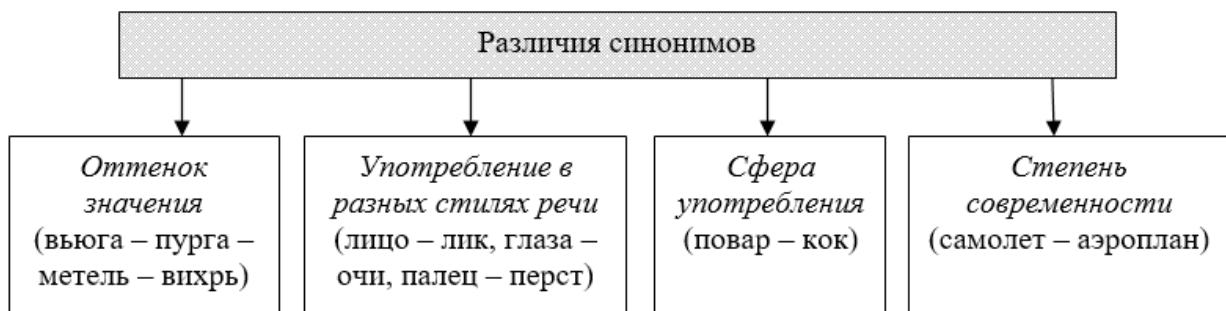 Различия синонимов
Оттенок
значения
(вьюга – пурга –
метель – вихрь)
Употребление в
разных стилях речи
(лицо – лик, глаза –
очи, палец – перст)
Сфера
употребления
(повар – кок)
Степень
современности
(самолет – аэроплан)